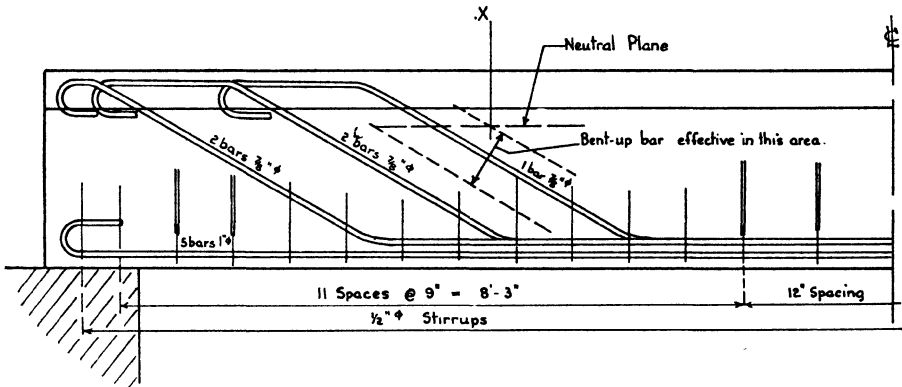 .X
℄
Neutral Plane
Bent-up bar effective in this area.
2 bars 7/8" φ
2 bars 7/8" φ
1 bar 7/8" φ
5 bars 1" φ
11 Spaces @ 9" = 8'-3"
12" Spacing
1/2" φ Stirrups